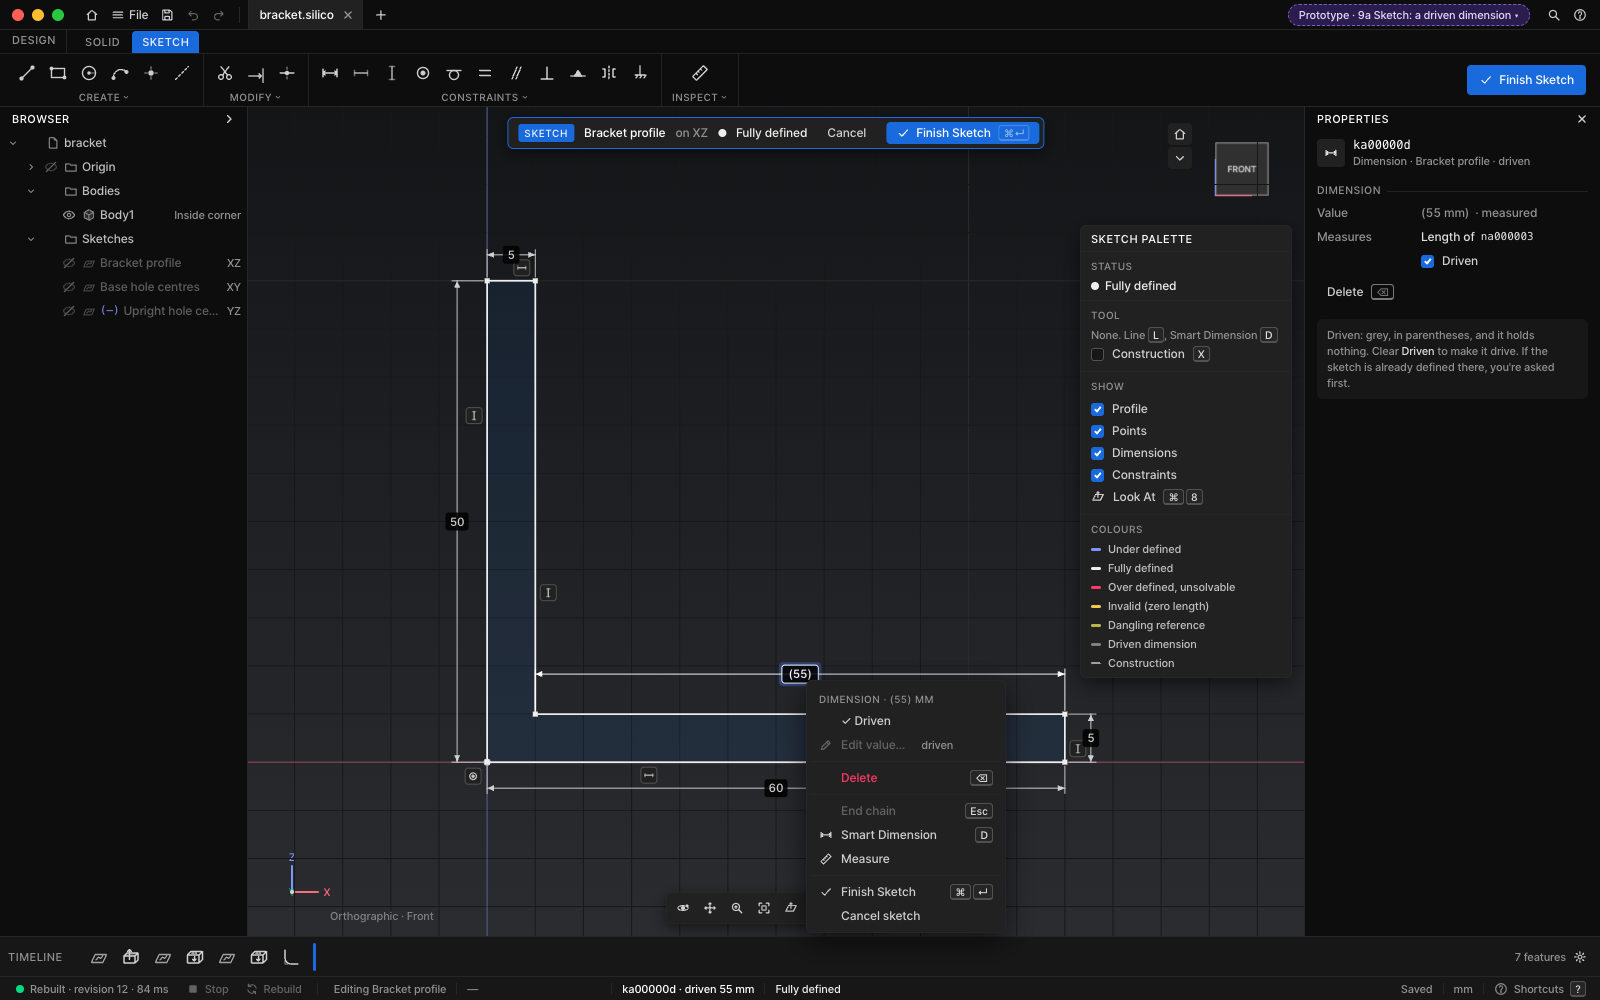 File
bracket.silico
Prototype · 9a Sketch: a driven dimension
DESIGN
SOLID
SKETCH
CREATE
MODIFY
CONSTRAINTS
INSPECT
Finish Sketch
BROWSER
bracket
Origin
Bodies
Body1 Inside corner
Sketches
Bracket profile XZ
Base hole centres XY
(−) Upright hole ce... YZ
SKETCH Bracket profile on XZ Fully defined Cancel Finish Sketch ⌘↵
FRONT
5
50
(55)
5
60
Z
X
Orthographic · Front
SKETCH PALETTE
STATUS
Fully defined
TOOL
None. Line L, Smart Dimension D
Construction X
SHOW
Profile
Points
Dimensions
Constraints
Look At ⌘ 8
COLOURS
Under defined
Fully defined
Over defined, unsolvable
Invalid (zero length)
Dangling reference
Driven dimension
Construction
DIMENSION · (55) MM
Driven
Edit value... driven
Delete
End chain Esc
Smart Dimension D
Measure
Finish Sketch ⌘ ↵
Cancel sketch
PROPERTIES
ka00000d
Dimension · Bracket profile · driven
DIMENSION
Value (55 mm) · measured
Measures Length of na000003
Driven
Delete
Driven: grey, in parentheses, and it holds
nothing. Clear Driven to make it drive. If the
sketch is already defined there, you're asked
first.
TIMELINE
7 features
Rebuilt · revision 12 · 84 ms
Stop
Rebuild
Editing Bracket profile
—
ka00000d · driven 55 mm
Fully defined
Saved
mm
Shortcuts ?